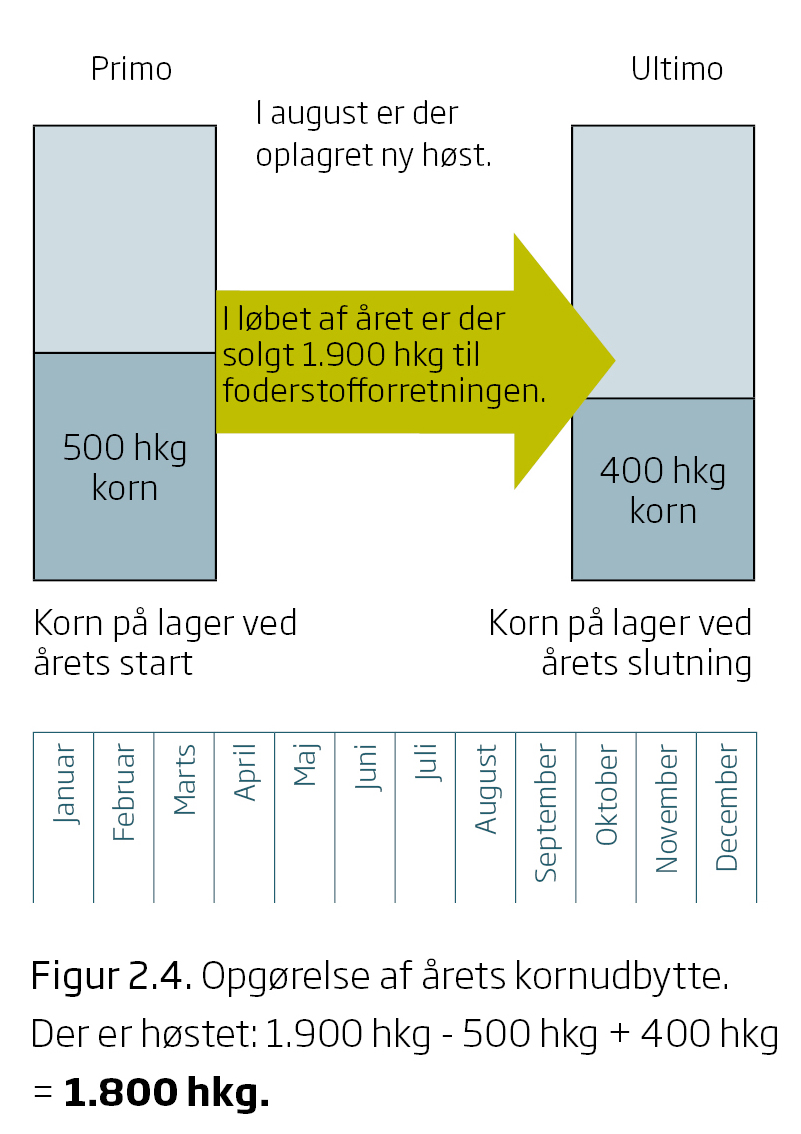 Primo
Ultimo
I august er der
oplagret ny høst.
I løbet af året er der
solgt 1.900 hkg til
foderstofforretningen.
500 hkg
korn
400 hkg
korn
Korn på lager ved
årets start
Korn på lager ved
årets slutning
Januar
Februar
Marts
April
Maj
Juni
Juli
August
September
Oktober
November
December
Figur 2.4. Opgørelse af årets kornudbytte.
Der er høstet: 1.900 hkg - 500 hkg + 400 hkg
= 1.800 hkg.